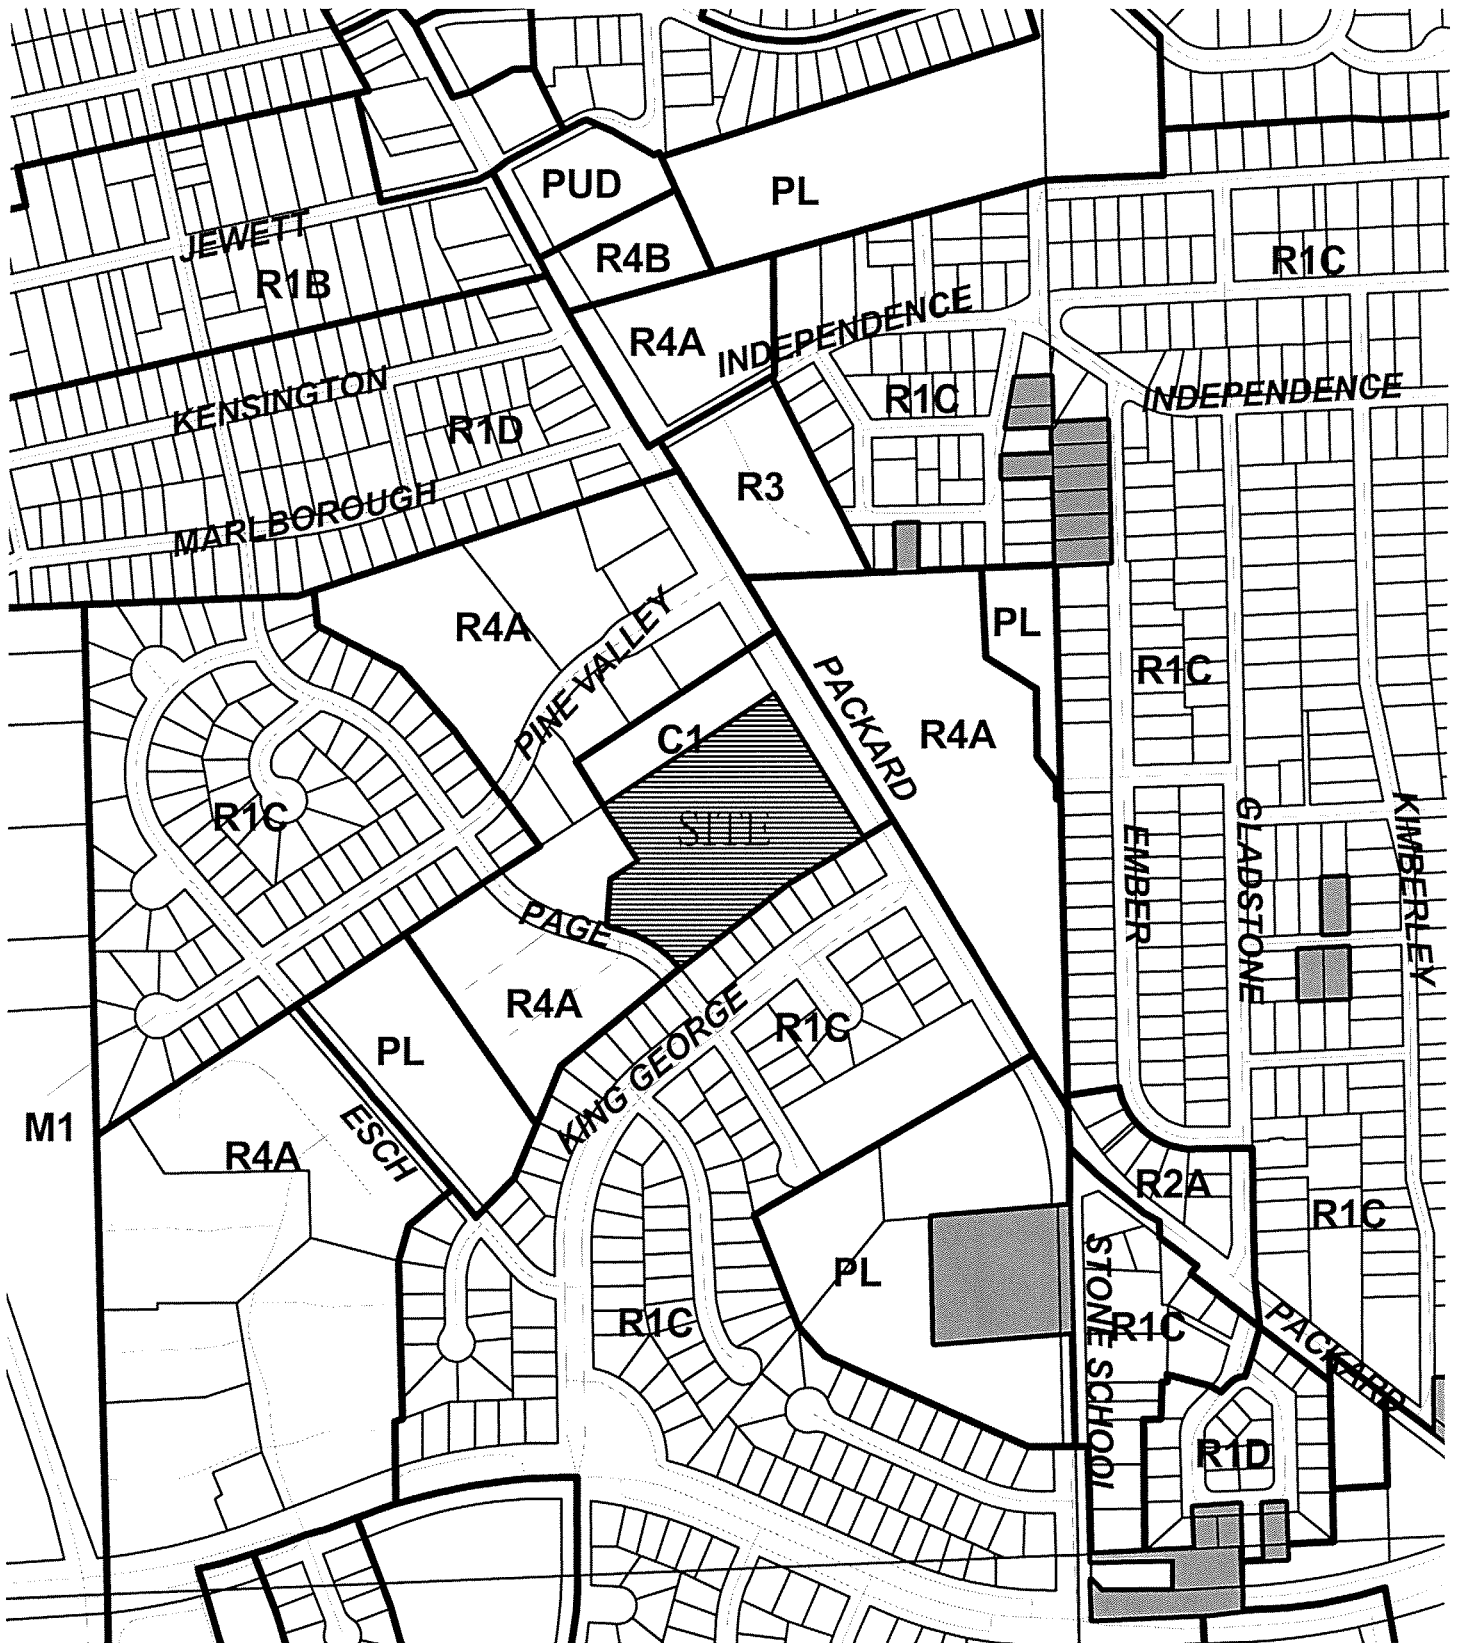 PUD
PL
JEWETT
R4B
R1C
R1B
INDEPENDENCE
R4A
KENSINGTON
R1C
INDEPENDENCE
R1D
R3
MARLBOROUGH
R4A
PINE VALLEY
PL
R1C
PACKARD
C1
R4A
R1C
SITE
EMBER
GLADSTONE
KIMBERLEY
PAGE
R4A
KING GEORGE
R1C
PL
M1
R4A
ESCH
R2A
R1C
PL
STONE SCHOOL
R1C
R1C
PACKARD
R1D